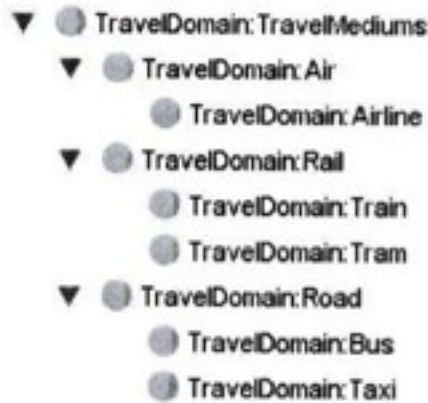 TravelDomain:TravelMediums
TravelDomain:Air
TravelDomain:Airline
TravelDomain:Rail
TravelDomain:Train
TravelDomain:Tram
TravelDomain:Road
TravelDomain:Bus
TravelDomain:Taxi